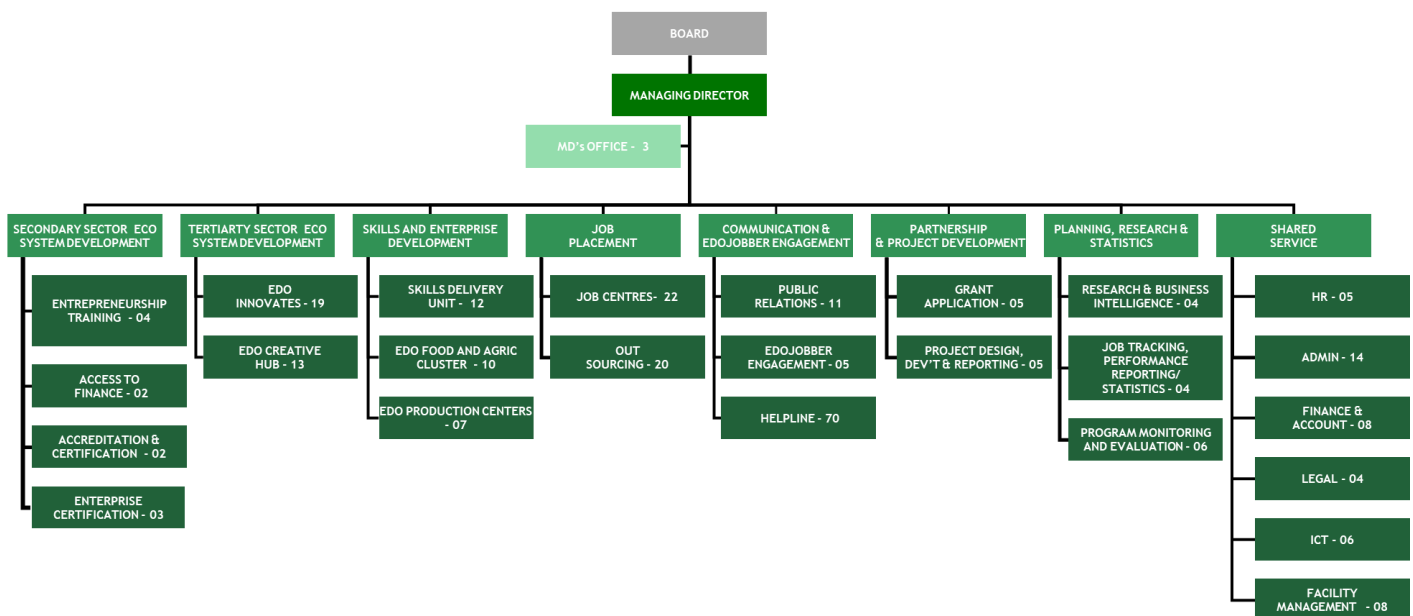 BOARD
MANAGING DIRECTOR
MD's OFFICE - 3
SECONDARY SECTOR ECO
SYSTEM DEVELOPMENT
ENTREPRENEURSHIP
TRAINING - 04
ACCESS TO
FINANCE - 02
ACCREDITATION &
CERTIFICATION - 02
ENTERPRISE
CERTIFICATION - 03
TERTIARTY SECTOR ECO
SYSTEM DEVELOPMENT
EDO
INNOVATES - 19
EDO CREATIVE
HUB - 13
SKILLS AND ENTERPRISE
DEVELOPMENT
SKILLS DELIVERY
UNIT - 12
EDO FOOD AND AGRIC
CLUSTER - 10
EDO PRODUCTION CENTERS
- 07
JOB
PLACEMENT
JOB CENTRES- 22
OUT
SOURCING - 20
COMMUNICATION &
EDOJOBBER ENGAGEMENT
PUBLIC
RELATIONS - 11
EDOJOBBER
ENGAGEMENT - 05
HELPLINE - 70
PARTNERSHIP
& PROJECT DEVELOPMENT
GRANT
APPLICATION - 05
PROJECT DESIGN,
DEV'T & REPORTING - 05
PLANNING, RESEARCH &
STATISTICS
RESEARCH & BUSINESS
INTELLIGENCE - 04
JOB TRACKING,
PERFORMANCE
REPORTING/
STATISTICS - 04
PROGRAM MONITORING
AND EVALUATION - 06
SHARED
SERVICE
HR - 05
ADMIN - 14
FINANCE &
ACCOUNT - 08
LEGAL - 04
ICT - 06
FACILITY
MANAGEMENT - 08